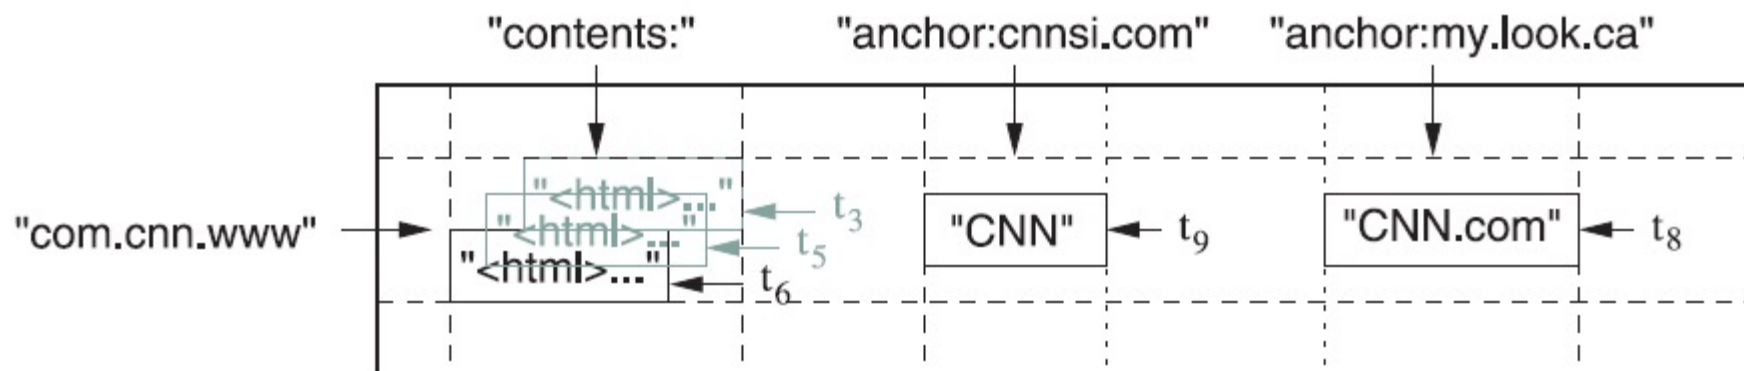 "contents:" "anchor:cnnsi.com" "anchor:my.look.ca"
"<html>..." t3
"com.cnn.www" "<html>..." t5 "CNN" t9 "CNN.com" t8
"<html>..." t6